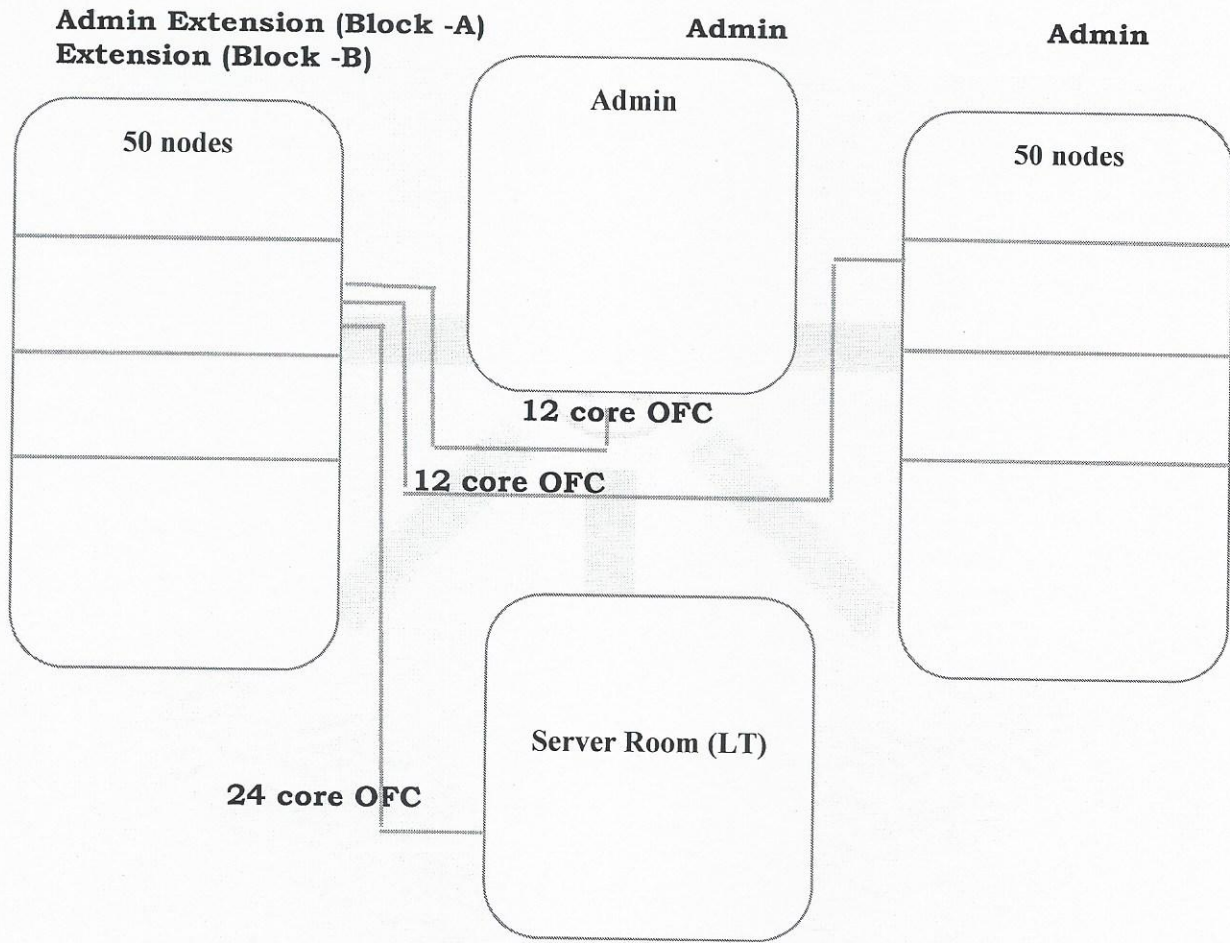 Admin Extension (Block -A)
Extension (Block -B)
Admin
Admin
50 nodes
Admin
50 nodes
12 core OFC
12 core OFC
Server Room (LT)
24 core OFC